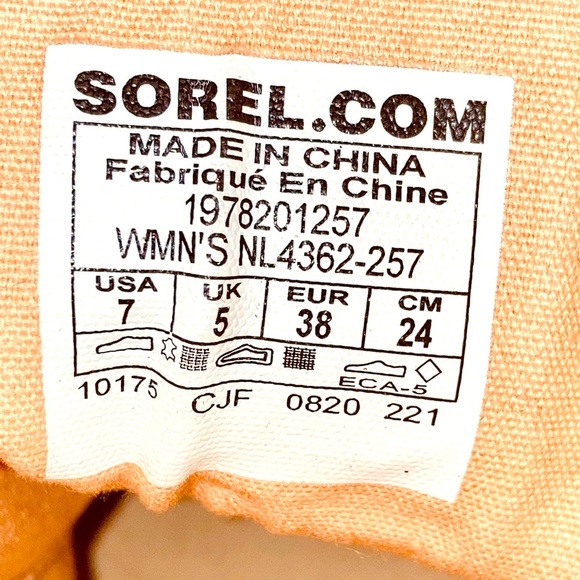 SOREL.COM
MADE IN CHINA
Fabriqué En Chine
1978201257
WMN'S NL4362-257
USA UK EUR CM
7 5 38 24
ECA-5
10175 CJF 0820 221